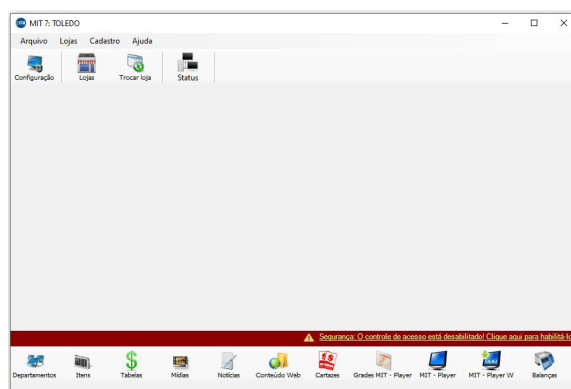 MIT 7: TOLEDO
Arquivo Lojas Cadastro Ajuda
Configuração Lojas Trocar loja Status
Segurança: O controle de acesso está desabilitado! Clique aqui para habilitá-lo
Departamentos Itens Tabelas Mídias Notícias Conteúdo Web Cartazes Grades MIT - Player MIT - Player MIT - Player W Balanças